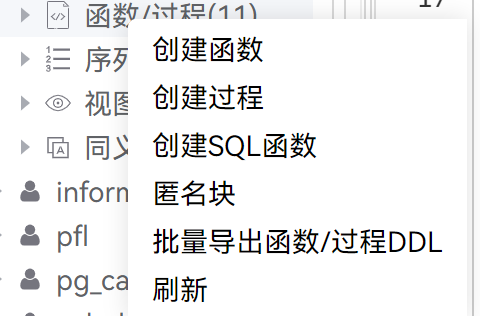 函数/过程(11)
17
创建函数
序列
创建过程
视图
创建SQL函数
同义
匿名块
inform
批量导出函数/过程DDL
pfl
刷新
pg_ca